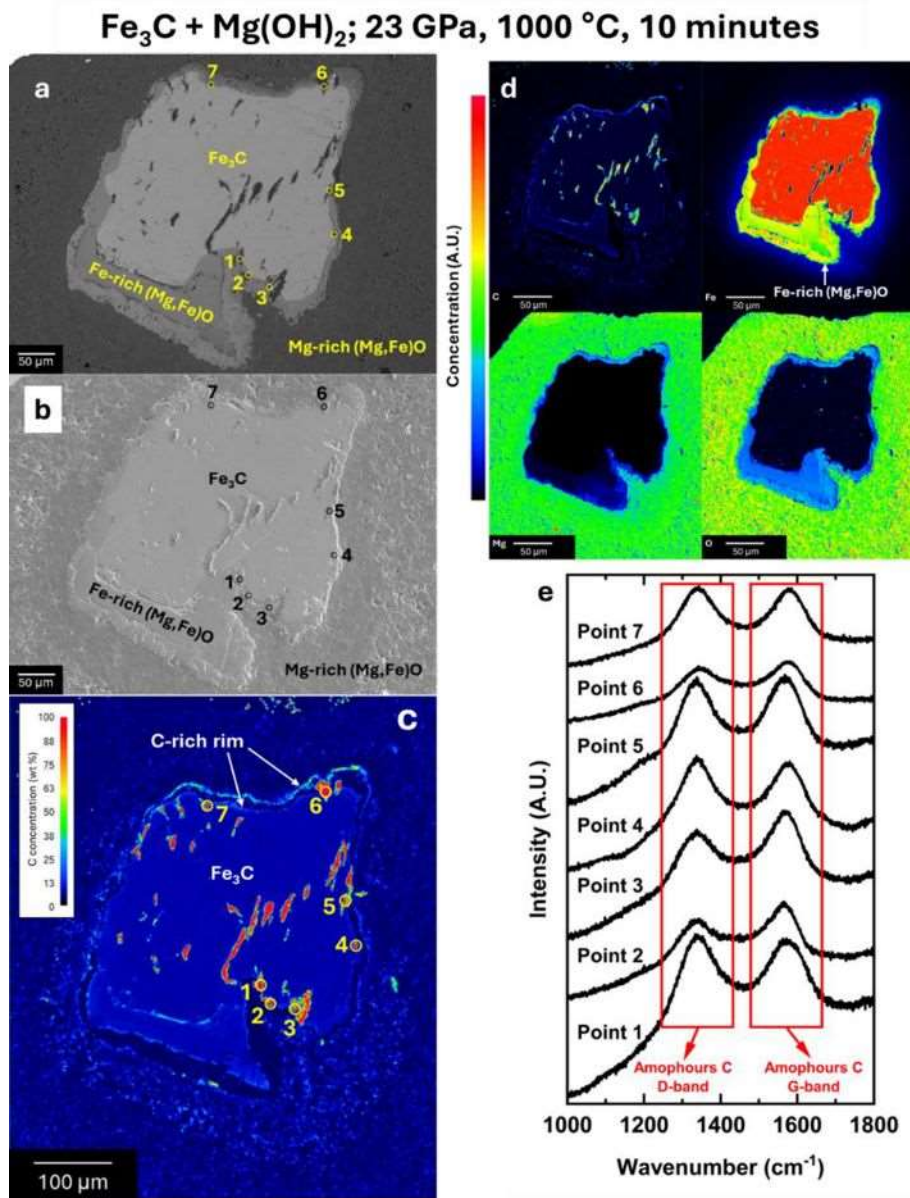 Fe₃C + Mg(OH)₂; 23 GPa, 1000 °C, 10 minutes
a
7
6
Fe₃C
5
4
1
2
3
Fe-rich (Mg,Fe)O
Mg-rich (Mg,Fe)O
50 µm
b
7
6
Fe₃C
5
4
1
2
3
Fe-rich (Mg,Fe)O
Mg-rich (Mg,Fe)O
50 µm
c
C concentration (wt %)
100
88
75
63
50
38
25
13
0
C-rich rim
7
6
Fe₃C
5
4
1
2
3
100 µm
d
Concentration (A.U.)
C
50 µm
Fe
50 µm
Fe-rich (Mg,Fe)O
Mg
50 µm
O
50 µm
e
Point 7
Point 6
Point 5
Point 4
Point 3
Point 2
Point 1
Amophours C
D-band
Amophours C
G-band
Intensity (A.U.)
1000 1200 1400 1600 1800
Wavenumber (cm⁻¹)